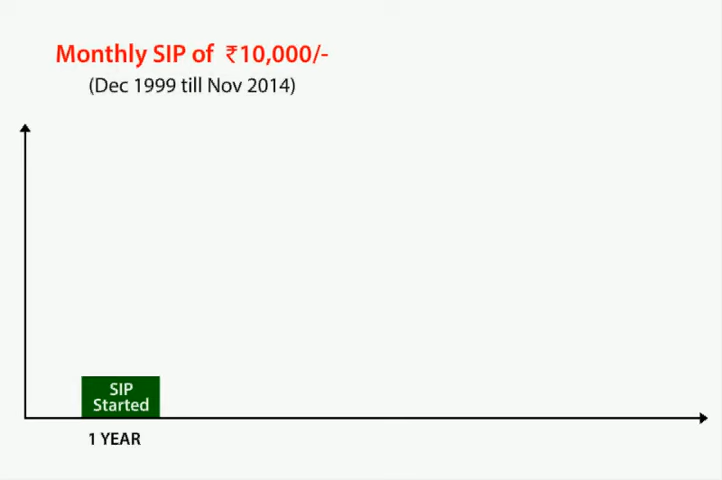 Monthly SIP of ₹10,000/-
(Dec 1999 till Nov 2014)
SIP
Started
1 YEAR